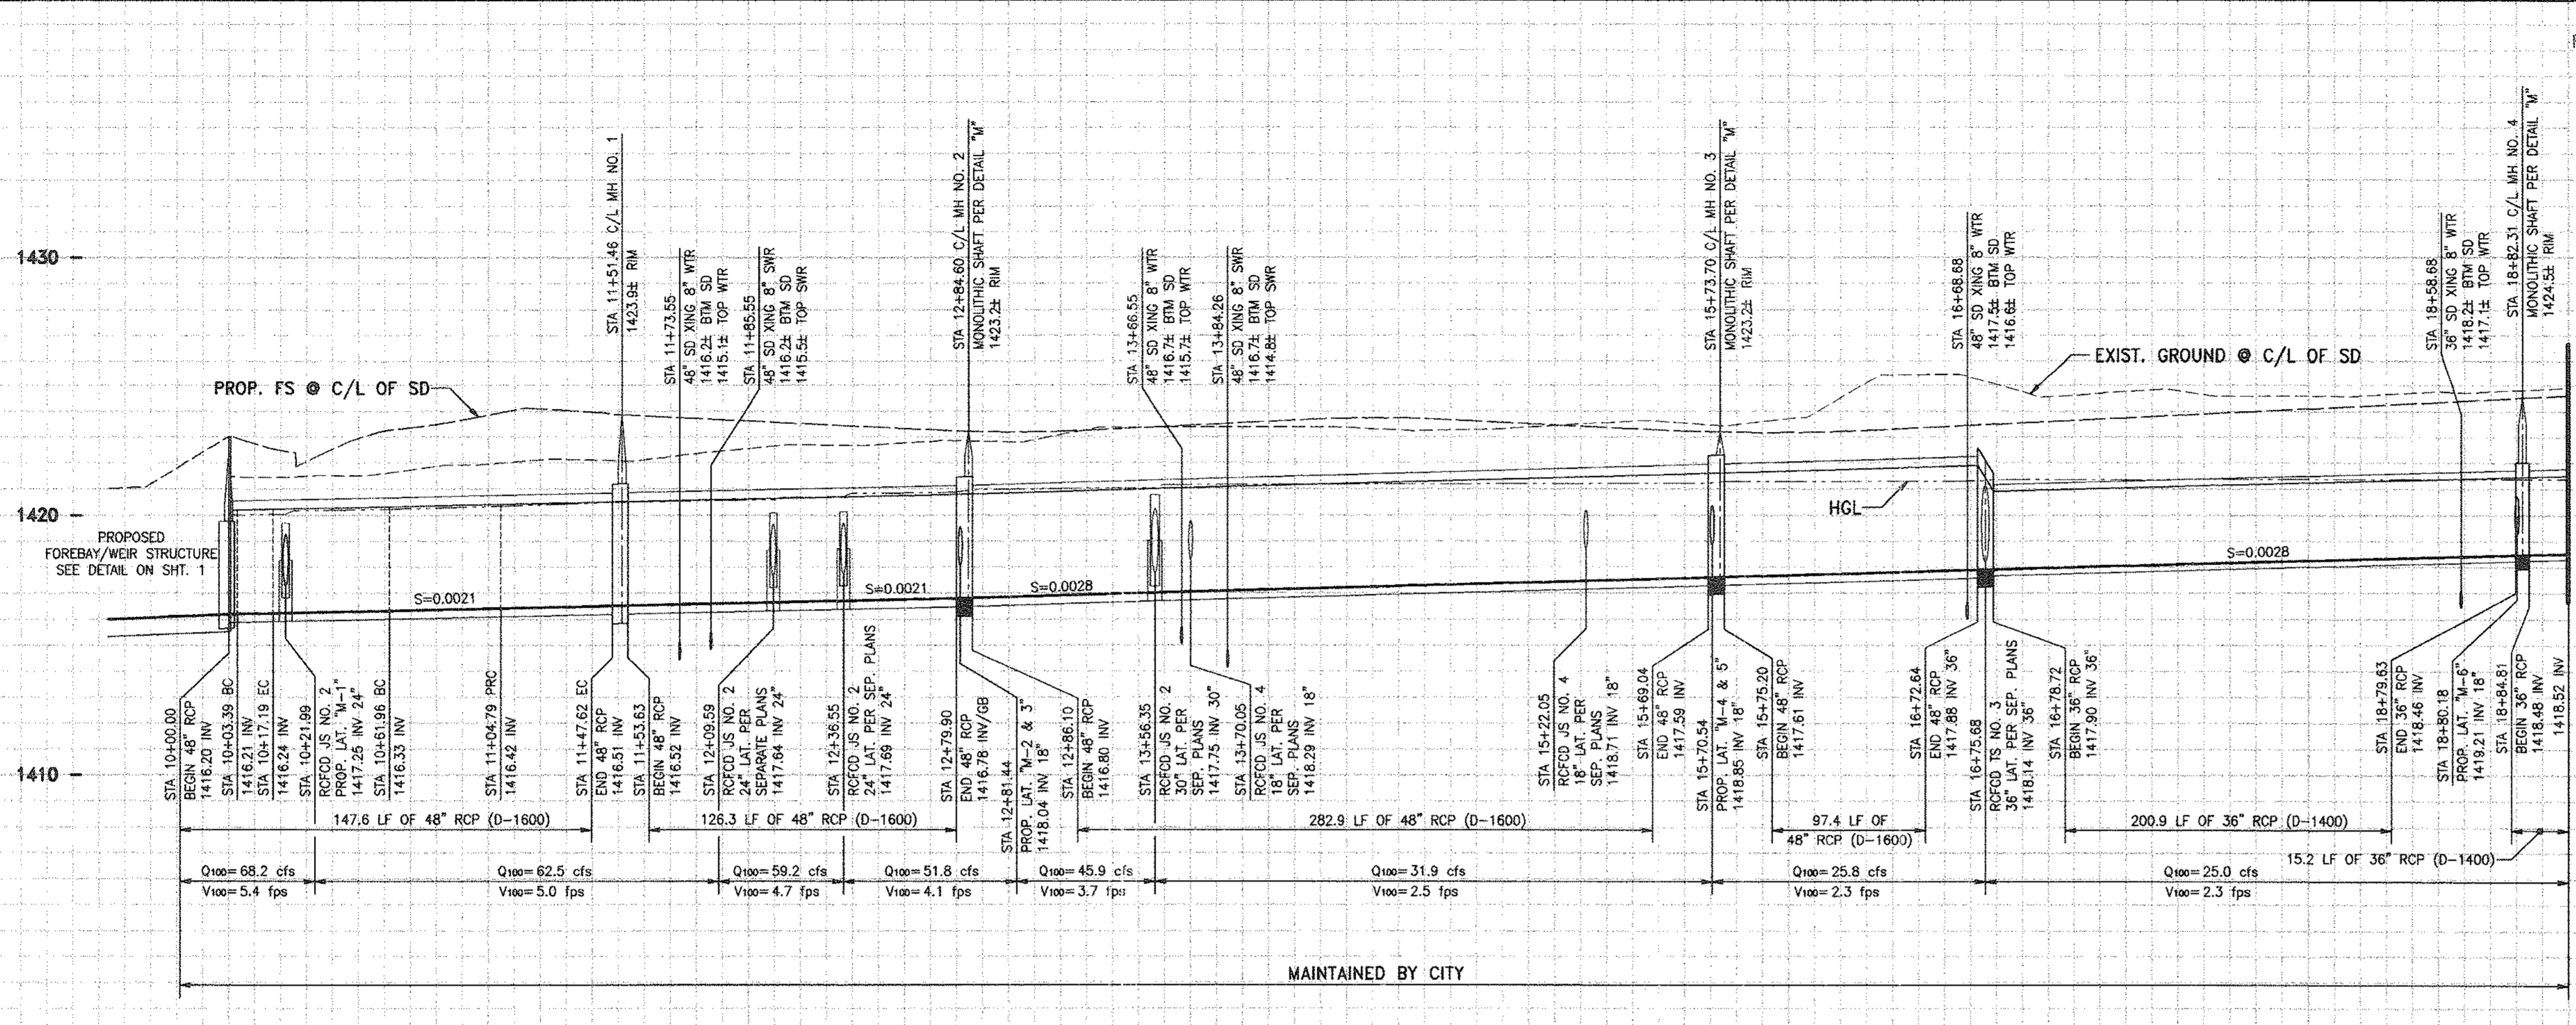 1430
1420
1410
PROP. FS @ C/L OF SD
EXIST. GROUND @ C/L OF SD
HGL
PROPOSED
FOREBAY/WEIR STRUCTURE
SEE DETAIL ON SHT. 1
STA 11+51.46 C/L MH NO. 1
1423.9± RIM
STA 11+73.55
48" SD XING 8" WTR
1416.2± BTM SD
1415.1± TOP WTR
STA 11+85.55
48" SD XING 8" SWR
1416.2± BTM SD
1415.5± TOP SWR
STA 12+84.60 C/L MH NO. 2
MONOLITHIC SHAFT PER DETAIL "M"
1423.2± RIM
STA 13+66.55
48" SD XING 8" WTR
1416.7± BTM SD
1415.7± TOP WTR
STA 13+84.26
48" SD XING 8" SWR
1416.7± BTM SD
1414.8± TOP SWR
STA 15+73.70 C/L MH NO. 3
MONOLITHIC SHAFT PER DETAIL "M"
1423.2± RIM
STA 16+68.68
48" SD XING 8" WTR
1417.5± BTM SD
1416.6± TOP WTR
STA 18+58.68
36" SD XING 8" WTR
1418.2± BTM SD
1417.1± TOP WTR
STA 18+82.31 C/L MH NO. 4
MONOLITHIC SHAFT PER DETAIL "M"
1424.5± RIM
S=0.0021
S=0.0021
S=0.0028
S=0.0028
STA 10+00.00
BEGIN 48" RCP
1416.20 INV
STA 10+03.39 BC
1416.21 INV
STA 10+17.19 EC
1416.24 INV
STA 10+21.99
RCFCD JS NO. 2
PROP. LAT. "M-1"
1417.25 INV 24"
STA 10+61.96 BC
1416.33 INV
STA 11+04.79 PRC
1416.42 INV
STA 11+47.62 EC
END 48" RCP
1416.51 INV
STA 11+53.63
BEGIN 48" RCP
1416.52 INV
STA 12+09.59
RCFCD JS NO. 2
24" LAT. PER
SEPARATE PLANS
1417.64 INV 24"
STA 12+36.55
RCFCD JS NO. 2
24" LAT. PER SEP. PLANS
1417.69 INV 24"
STA 12+79.90
END 48" RCP
1416.78 INV/GB
STA 12+81.44
PROP. LAT. "M-2 & 3"
1418.04 INV 18"
STA 12+86.10
BEGIN 48" RCP
1416.80 INV
STA 13+56.35
RCFCD JS NO. 2
30" LAT. PER
SEP. PLANS
1417.75 INV 30"
STA 13+70.05
RCFCD JS NO. 4
18" LAT. PER
SEP. PLANS
1418.29 INV 18"
STA 15+22.05
RCFCD JS NO. 4
18" LAT. PER
SEP. PLANS
1418.71 INV 18"
STA 15+69.04
END 48" RCP
1417.59 INV
STA 15+70.54
PROP. LAT. "M-4 & 5"
1418.85 INV 18"
STA 15+75.20
BEGIN 48" RCP
1417.61 INV
STA 16+72.64
END 48" RCP
1417.88 INV 36"
STA 16+75.68
RCFCD TS NO. 3
36" LAT. PER SEP. PLANS
1418.14 INV 36"
STA 16+78.72
BEGIN 36" RCP
1417.90 INV 36"
STA 18+79.63
END 36" RCP
1418.46 INV
STA 18+80.18
PROP. LAT. "M-6"
1419.21 INV 18"
STA 18+84.81
BEGIN 36" RCP
1418.48 INV
1418.52 INV
147.6 LF OF 48" RCP (D-1600)
126.3 LF OF 48" RCP (D-1600)
282.9 LF OF 48" RCP (D-1600)
97.4 LF OF
48" RCP (D-1600)
200.9 LF OF 36" RCP (D-1400)
15.2 LF OF 36" RCP (D-1400)
Q100= 68.2 cfs
V100= 5.4 fps
Q100= 62.5 cfs
V100= 5.0 fps
Q100= 59.2 cfs
V100= 4.7 fps
Q100= 51.8 cfs
V100= 4.1 fps
Q100= 45.9 cfs
V100= 3.7 fps
Q100= 31.9 cfs
V100= 2.5 fps
Q100= 25.8 cfs
V100= 2.3 fps
Q100= 25.0 cfs
V100= 2.3 fps
MAINTAINED BY CITY